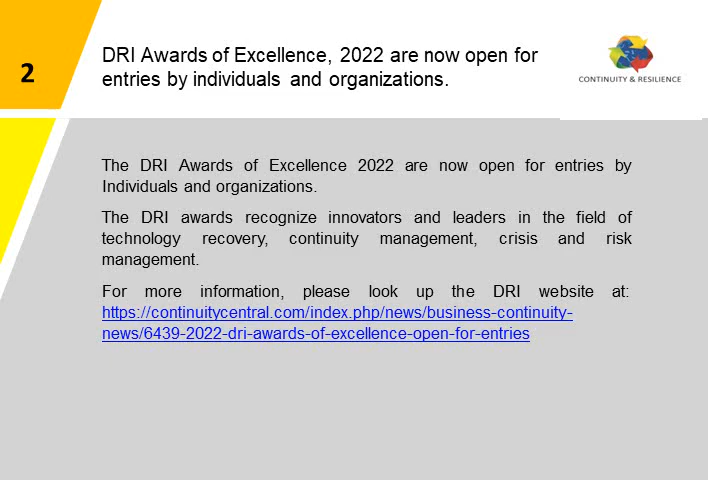 2
DRI Awards of Excellence, 2022 are now open for
entries by individuals and organizations.
CONTINUITY & RESILIENCE
The DRI Awards of Excellence 2022 are now open for entries by
Individuals and organizations.
The DRI awards recognize innovators and leaders in the field of
technology recovery, continuity management, crisis and risk
management.
For more information, please look up the DRI website at:
https://continuitycentral.com/index.php/news/business-continuity-
news/6439-2022-dri-awards-of-excellence-open-for-entries